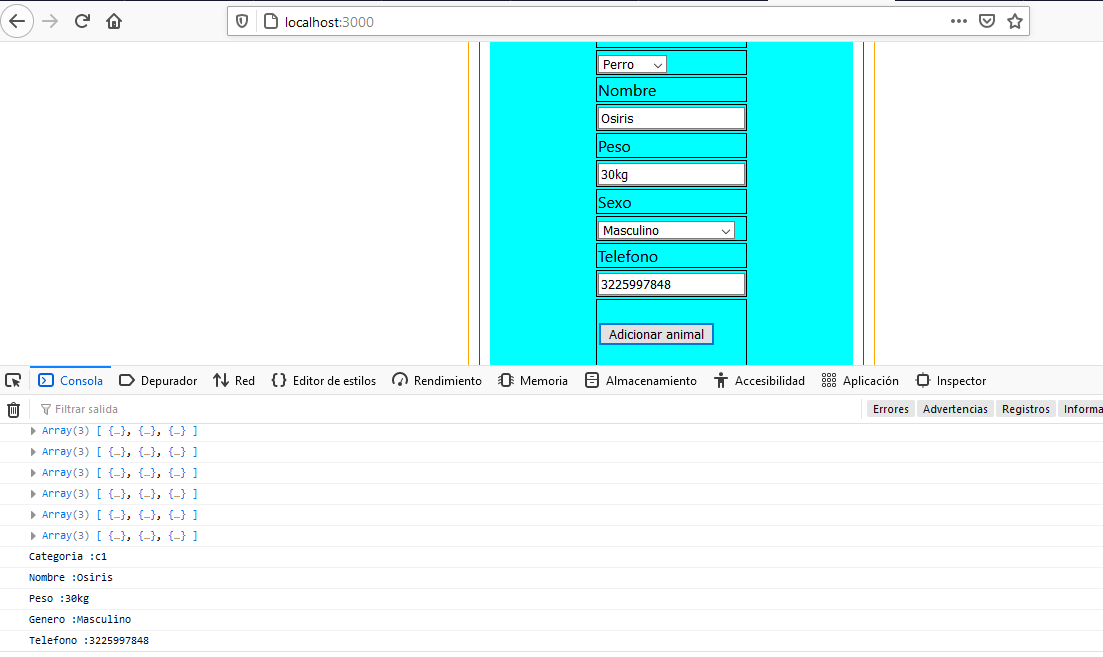 localhost:3000
Perro
Nombre
Osiris
Peso
30kg
Sexo
Masculino
Telefono
3225997848
Adicionar animal
Consola Depurador Red Editor de estilos Rendimiento Memoria Almacenamiento Accesibilidad Aplicación Inspector
Filtrar salida Errores Advertencias Registros Informa
Array(3) [ {…}, {…}, {…} ]
Array(3) [ {…}, {…}, {…} ]
Array(3) [ {…}, {…}, {…} ]
Array(3) [ {…}, {…}, {…} ]
Array(3) [ {…}, {…}, {…} ]
Array(3) [ {…}, {…}, {…} ]
Categoria :c1
Nombre :Osiris
Peso :30kg
Genero :Masculino
Telefono :3225997848